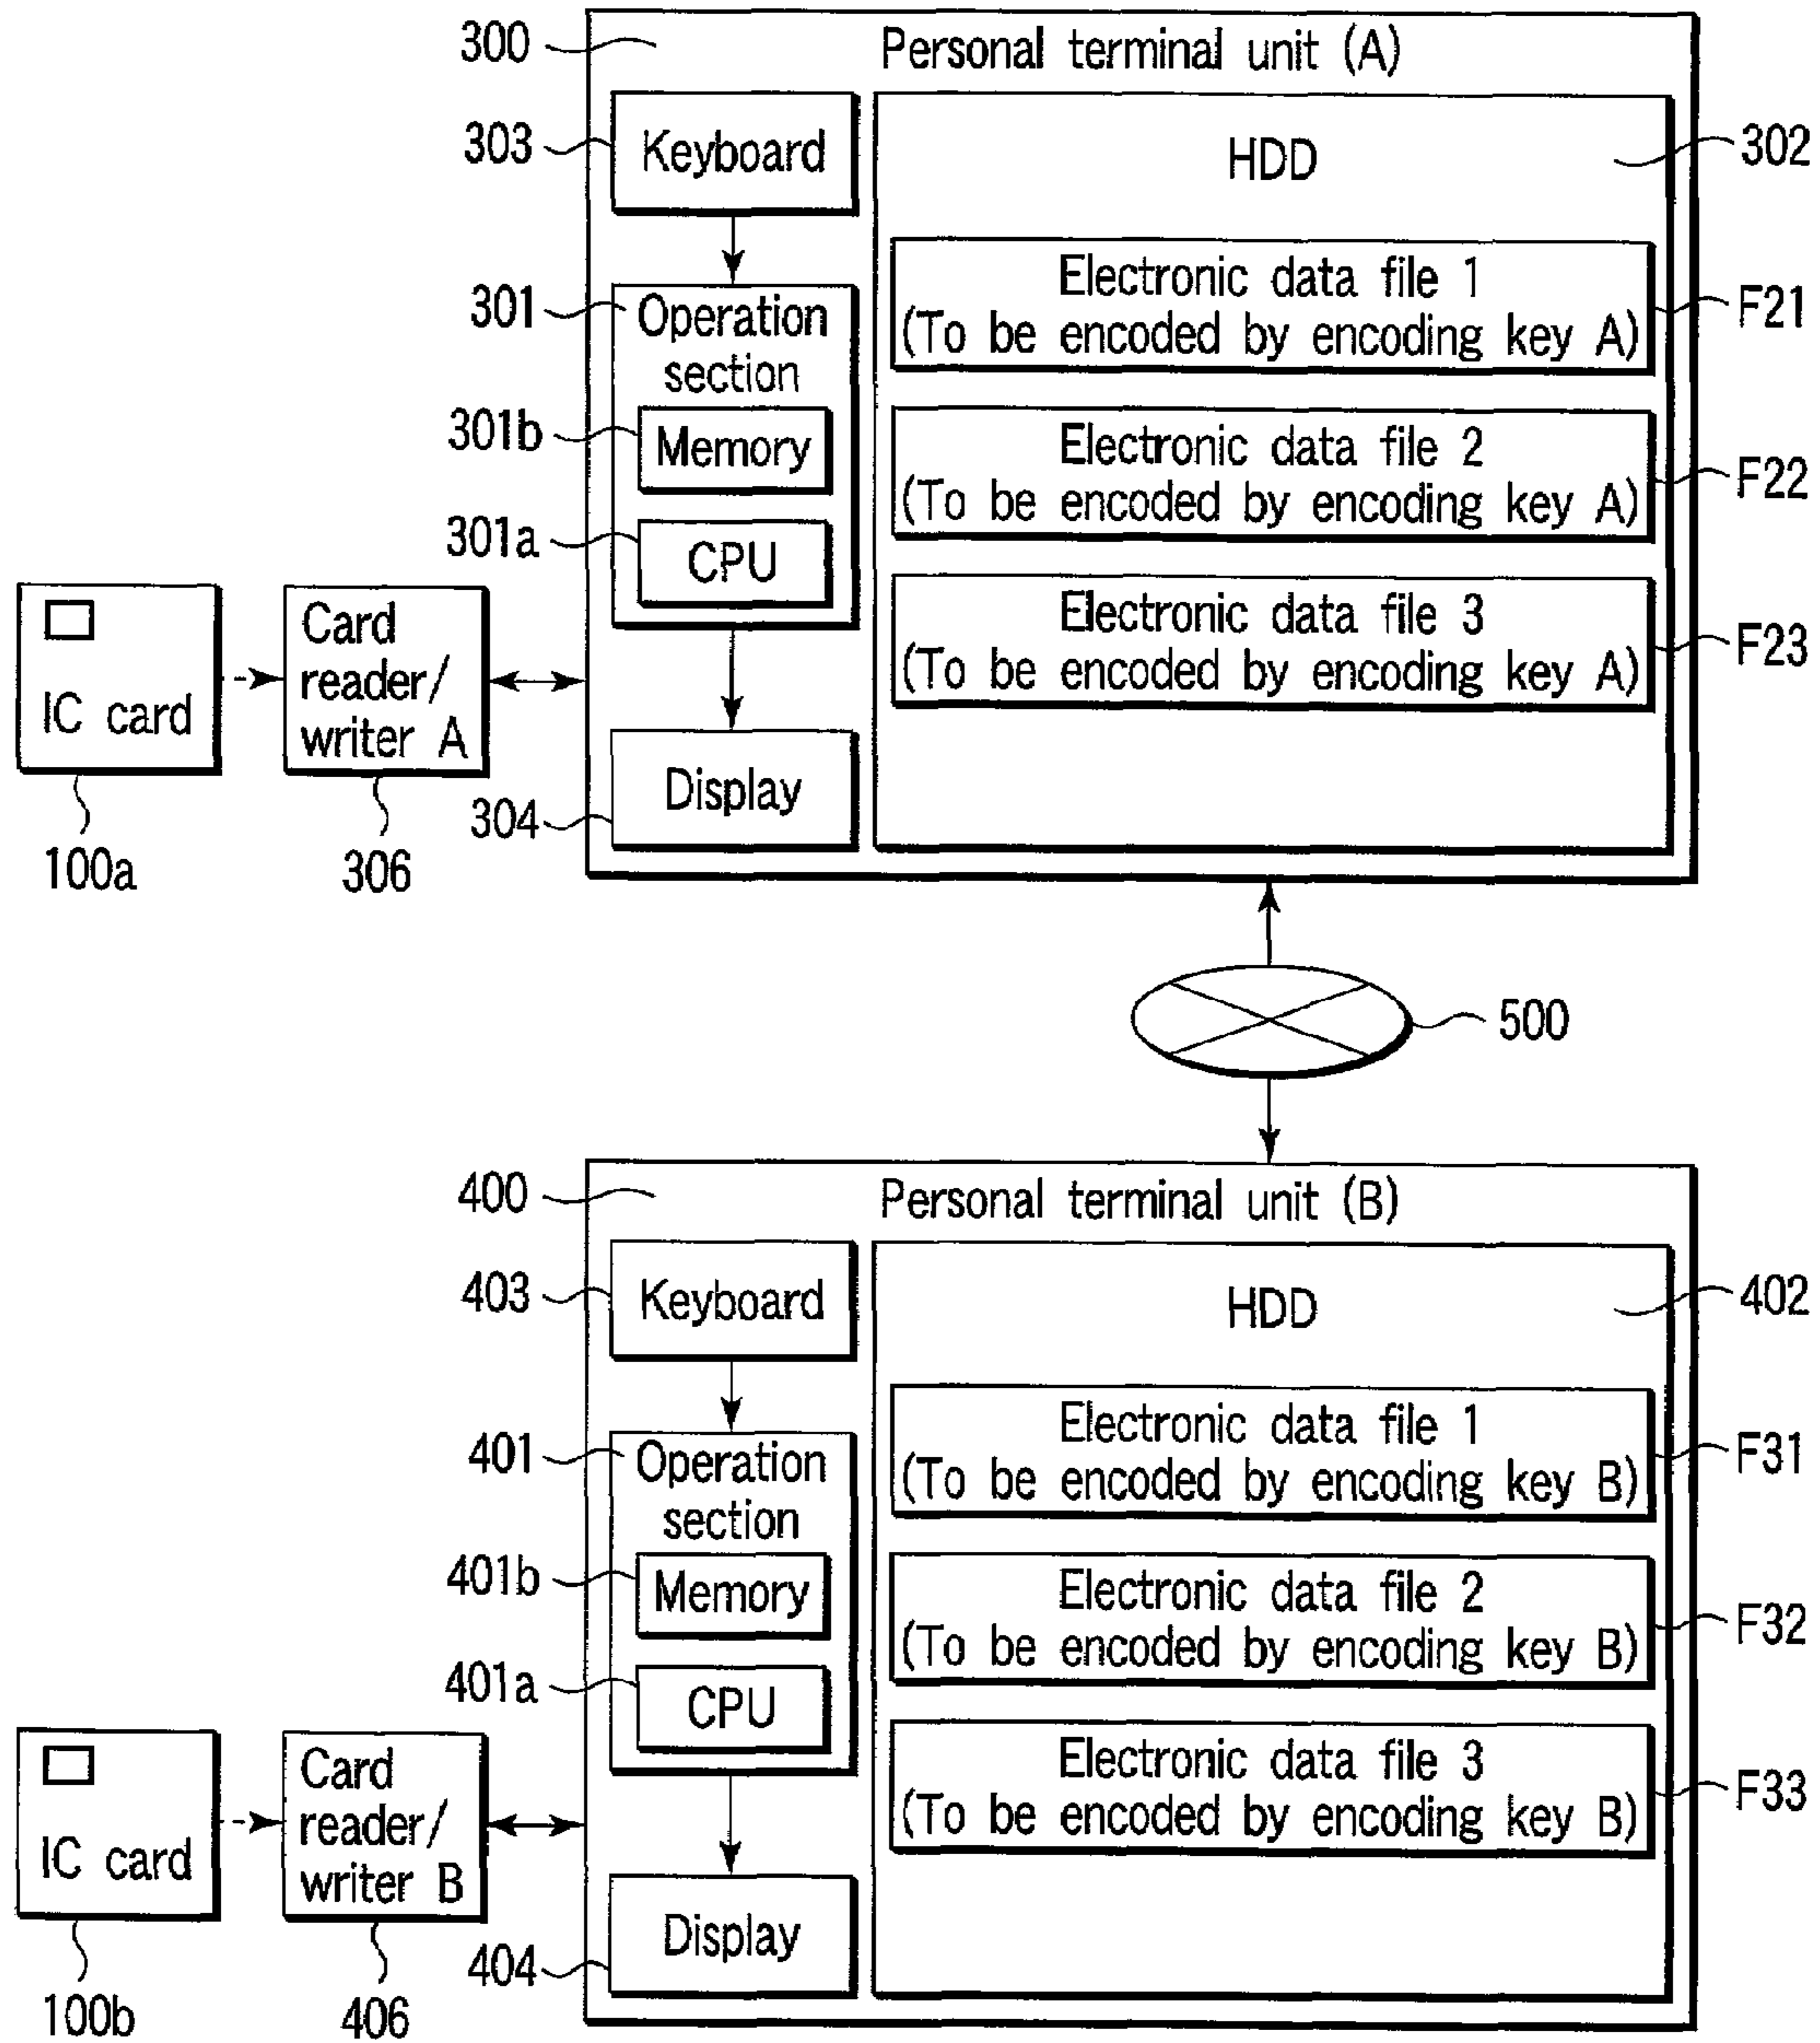 300
Personal terminal unit (A)
303
Keyboard
HDD
302
301
Operation
section
301b
Memory
301a
CPU
Electronic data file 1
(To be encoded by encoding key A)
F21
Electronic data file 2
(To be encoded by encoding key A)
F22
Electronic data file 3
(To be encoded by encoding key A)
F23
IC card
100a
Card
reader/
writer A
306
Display
304
500
400
Personal terminal unit (B)
403
Keyboard
HDD
402
401
Operation
section
401b
Memory
401a
CPU
Electronic data file 1
(To be encoded by encoding key B)
F31
Electronic data file 2
(To be encoded by encoding key B)
F32
Electronic data file 3
(To be encoded by encoding key B)
F33
IC card
100b
Card
reader/
writer B
406
Display
404